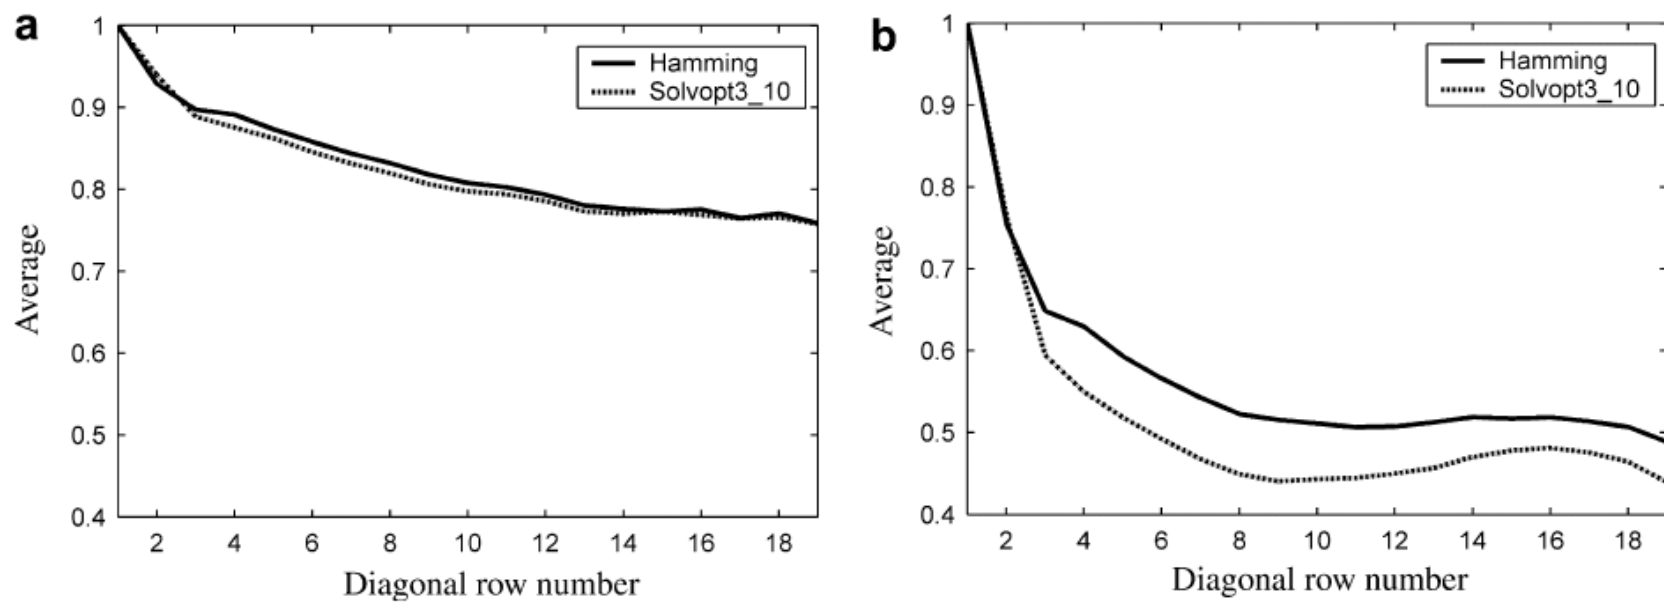 a
1
0.9
0.8
0.7
0.6
0.5
0.4
2 4 6 8 10 12 14 16 18
Average
Diagonal row number
Hamming
Solvopt3_10
b
1
0.9
0.8
0.7
0.6
0.5
0.4
2 4 6 8 10 12 14 16 18
Average
Diagonal row number
Hamming
Solvopt3_10